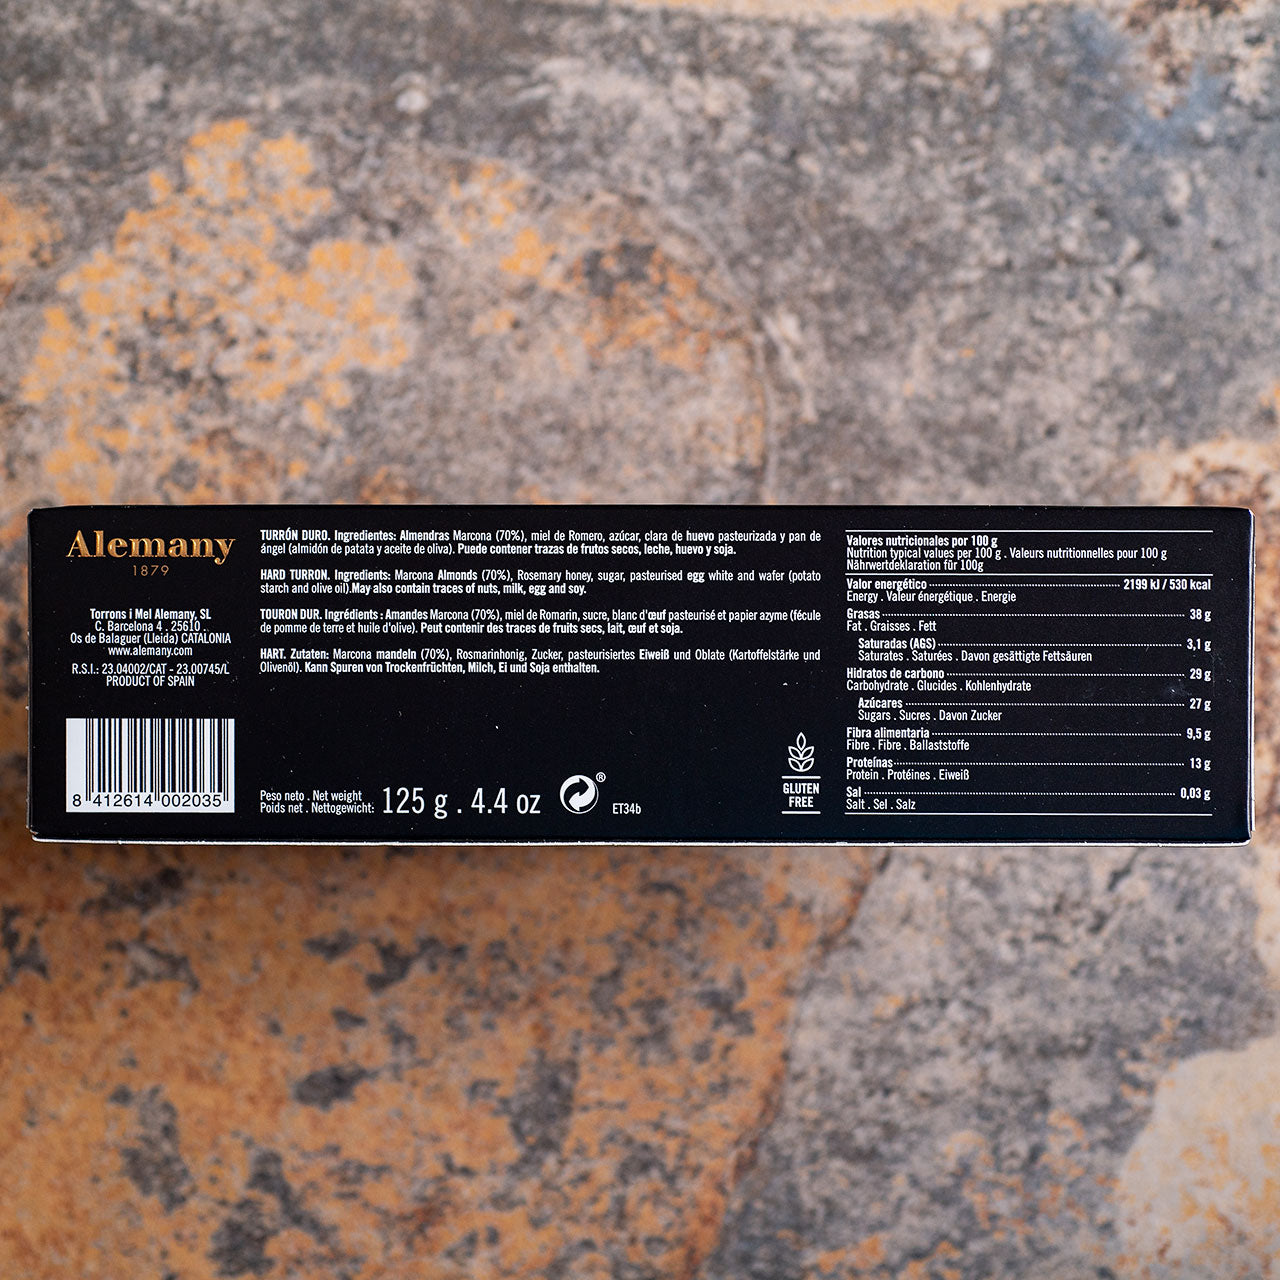 Alemany
1879
Torrons i Mel Alemany, SL
C. Barcelona 4 . 25610 .
Os de Balaguer (Lleida) CATALONIA
www.alemany.com
R.S.I.: 23.04002/CAT - 23.00745/L
PRODUCT OF SPAIN
8 412614 002035
TURRÓN DURO. Ingredientes: Almendras Marcona (70%), miel de Romero, azúcar, clara de huevo pasteurizada y pan de
ángel (almidón de patata y aceite de oliva). Puede contener trazas de frutos secos, leche, huevo y soja.
HARD TURRON. Ingredients: Marcona Almonds (70%), Rosemary honey, sugar, pasteurised egg white and wafer (potato
starch and olive oil).May also contain traces of nuts, milk, egg and soy.
TOURON DUR. Ingrédients : Amandes Marcona (70%), miel de Romarin, sucre, blanc d'œuf pasteurisé et papier azyme (fécule
de pomme de terre et huile d'olive). Peut contenir des traces de fruits secs, lait, œuf et soja.
HART. Zutaten: Marcona mandeln (70%), Rosmarinhonig, Zucker, pasteurisiertes Eiweiß und Oblate (Kartoffelstärke und
Olivenöl). Kann Spuren von Trockenfrüchten, Milch, Ei und Soja enthalten.
Peso neto . Net weight
Poids net . Nettogewicht: 125 g . 4.4 oz
®
ET34b
GLUTEN
FREE
Valores nutricionales por 100 g
Nutrition typical values per 100 g . Valeurs nutritionnelles pour 100 g
Nährwertdeklaration für 100g
Valor energético 2199 kJ / 530 kcal
Energy . Valeur énergétique . Energie
Grasas 38 g
Fat . Graisses . Fett
Saturadas (AGS) 3,1 g
Saturates . Saturées . Davon gesättigte Fettsäuren
Hidratos de carbono 29 g
Carbohydrate . Glucides . Kohlenhydrate
Azúcares 27 g
Sugars . Sucres . Davon Zucker
Fibra alimentaria 9,5 g
Fibre . Fibre . Ballaststoffe
Proteínas 13 g
Protein . Protéines . Eiweiß
Sal 0,03 g
Salt . Sel . Salz